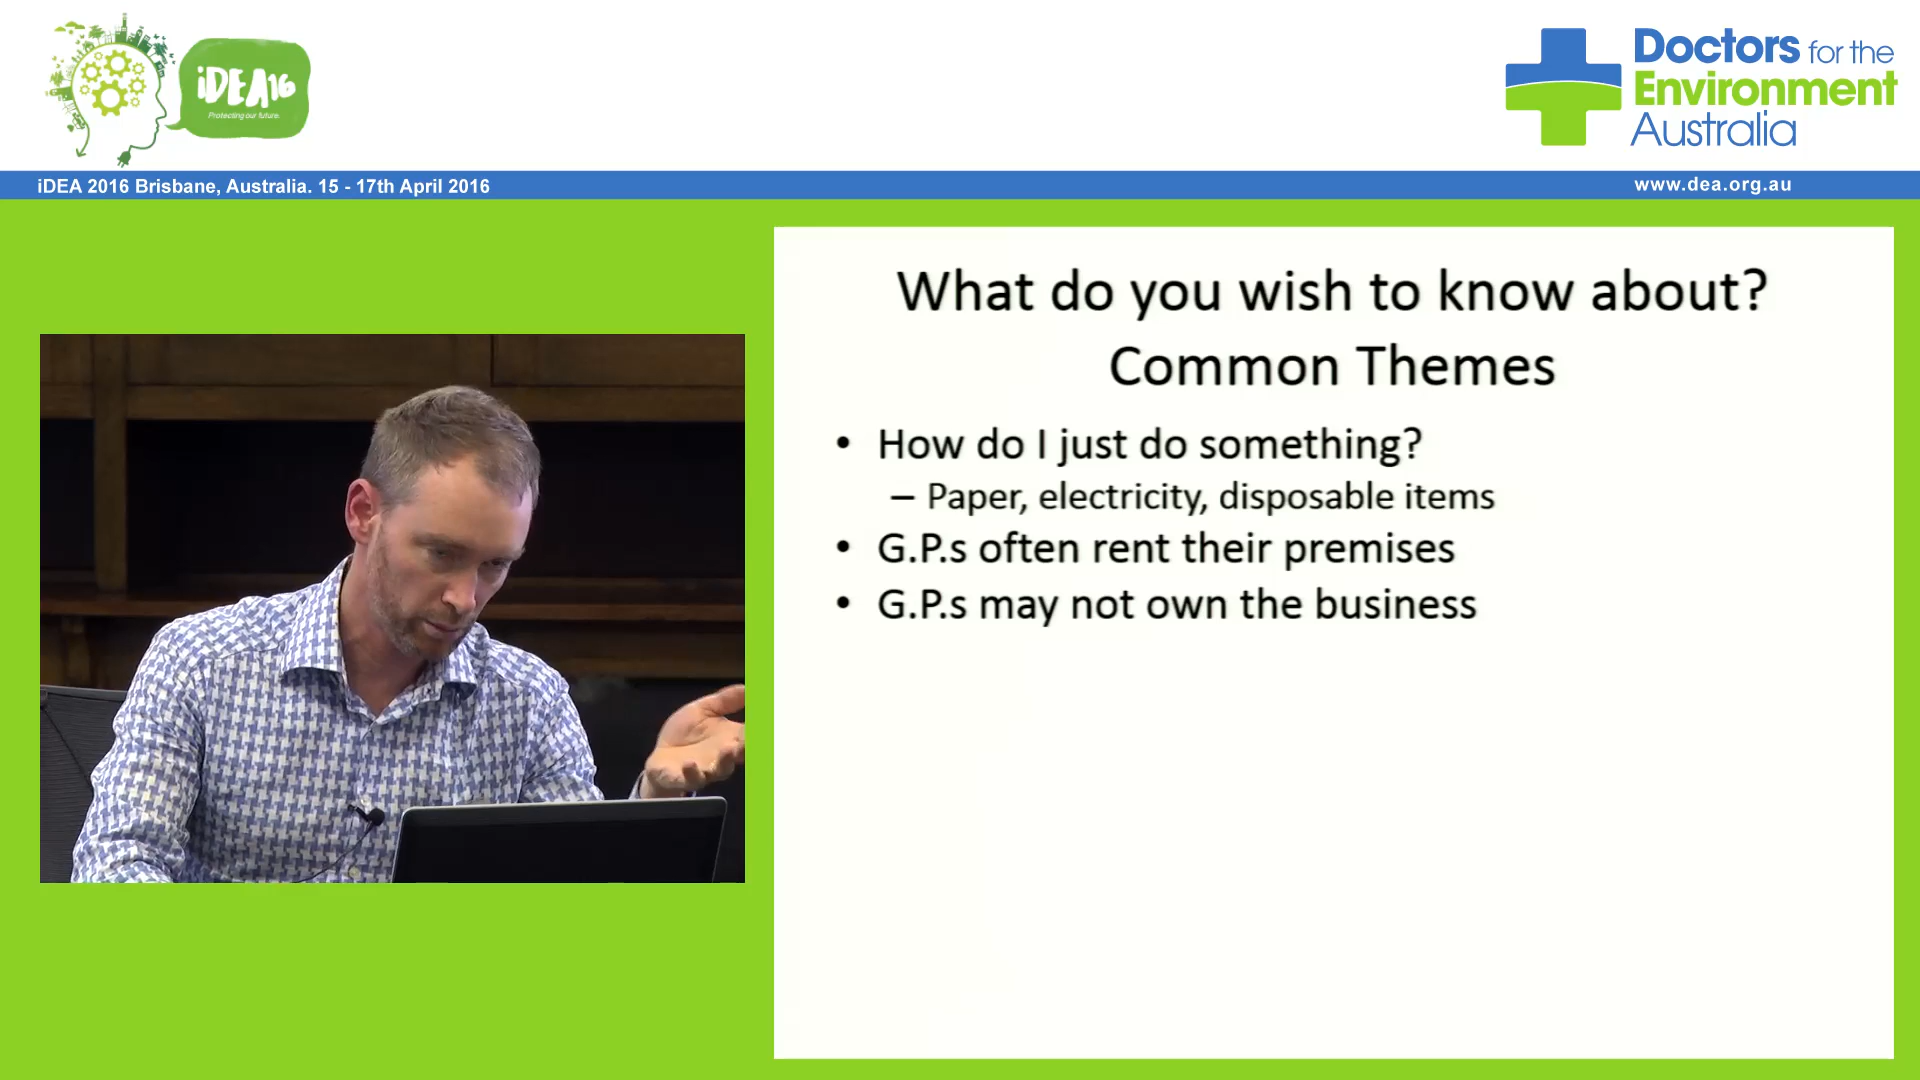 iDEA16
Protecting our future.
Doctors for the
Environment
Australia
iDEA 2016 Brisbane, Australia. 15 - 17th April 2016
www.dea.org.au
What do you wish to know about?
Common Themes
• How do I just do something?
– Paper, electricity, disposable items
• G.P.s often rent their premises
• G.P.s may not own the business